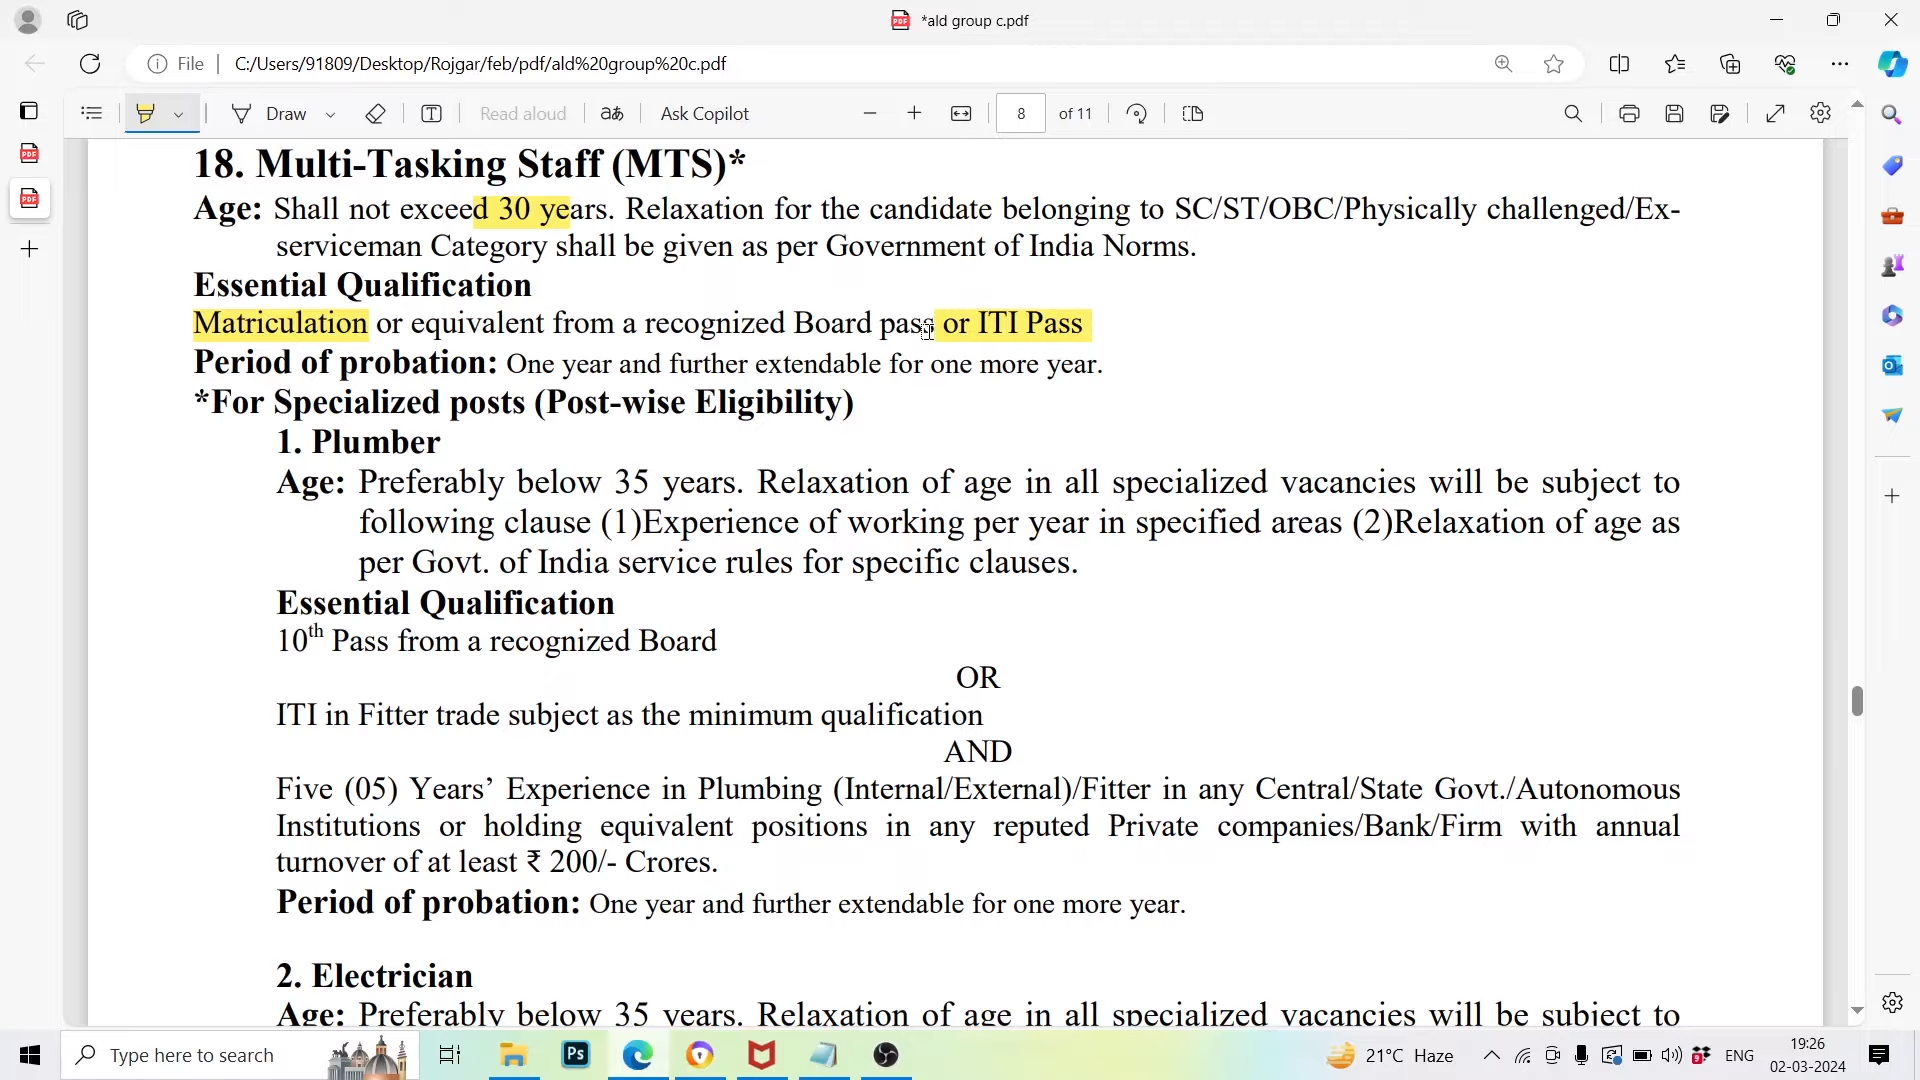 *ald group c.pdf
File
C:/Users/91809/Desktop/Rojgar/feb/pdf/ald%20group%20c.pdf
Draw
Read aloud
aあ
Ask Copilot
8
of 11
18. Multi-Tasking Staff (MTS)*
Age: Shall not exceed 30 years. Relaxation for the candidate belonging to SC/ST/OBC/Physically challenged/Ex-
serviceman Category shall be given as per Government of India Norms.
Essential Qualification
Matriculation or equivalent from a recognized Board pass or ITI Pass
Period of probation: One year and further extendable for one more year.
*For Specialized posts (Post-wise Eligibility)
1. Plumber
Age: Preferably below 35 years. Relaxation of age in all specialized vacancies will be subject to
following clause (1)Experience of working per year in specified areas (2)Relaxation of age as
per Govt. of India service rules for specific clauses.
Essential Qualification
10th Pass from a recognized Board
OR
ITI in Fitter trade subject as the minimum qualification
AND
Five (05) Years’ Experience in Plumbing (Internal/External)/Fitter in any Central/State Govt./Autonomous
Institutions or holding equivalent positions in any reputed Private companies/Bank/Firm with annual
turnover of at least ₹ 200/- Crores.
Period of probation: One year and further extendable for one more year.
2. Electrician
Age: Preferably below 35 years. Relaxation of age in all specialized vacancies will be subject to
Type here to search
Ps
21°C Haze
ENG
19:26
02-03-2024